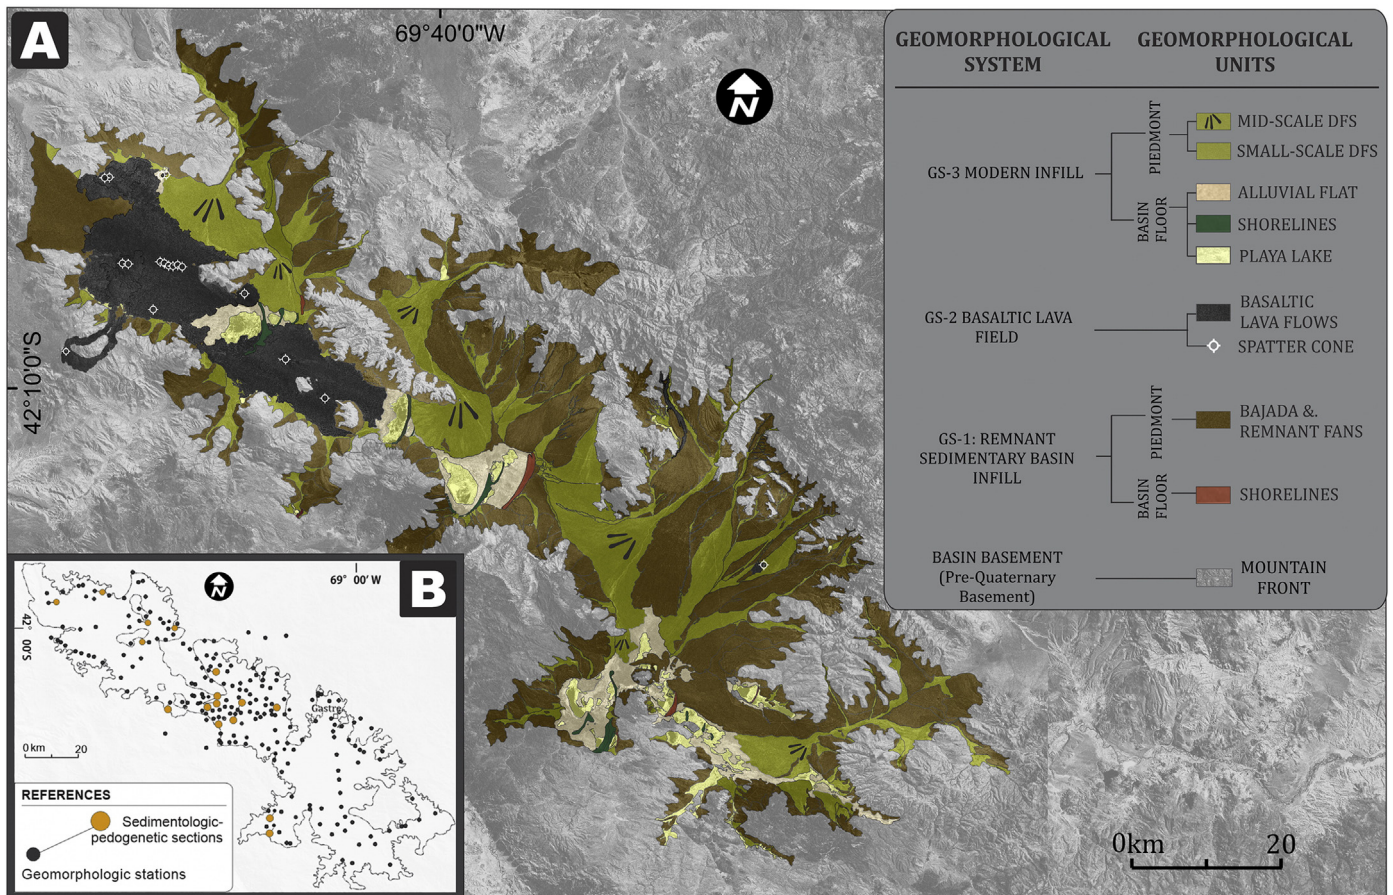 A
69°40'0"W
N
42°10'0"S
GEOMORPHOLOGICAL
SYSTEM
GEOMORPHOLOGICAL
UNITS
GS-3 MODERN INFILL
PIEDMONT
MID-SCALE DFS
SMALL-SCALE DFS
BASIN
FLOOR
ALLUVIAL FLAT
SHORELINES
PLAYA LAKE
GS-2 BASALTIC LAVA
FIELD
BASALTIC
LAVA FLOWS
SPATTER CONE
GS-1: REMNANT
SEDIMENTARY BASIN
INFILL
PIEDMONT
BAJADA &.
REMNANT FANS
BASIN
FLOOR
SHORELINES
BASIN BASEMENT
(Pre-Quaternary
Basement)
MOUNTAIN
FRONT
0km 20
B
69° 00' W
N
42° 00'S
Gastre
0 km 20
REFERENCES
Sedimentologic-
pedogenetic sections
Geomorphologic stations